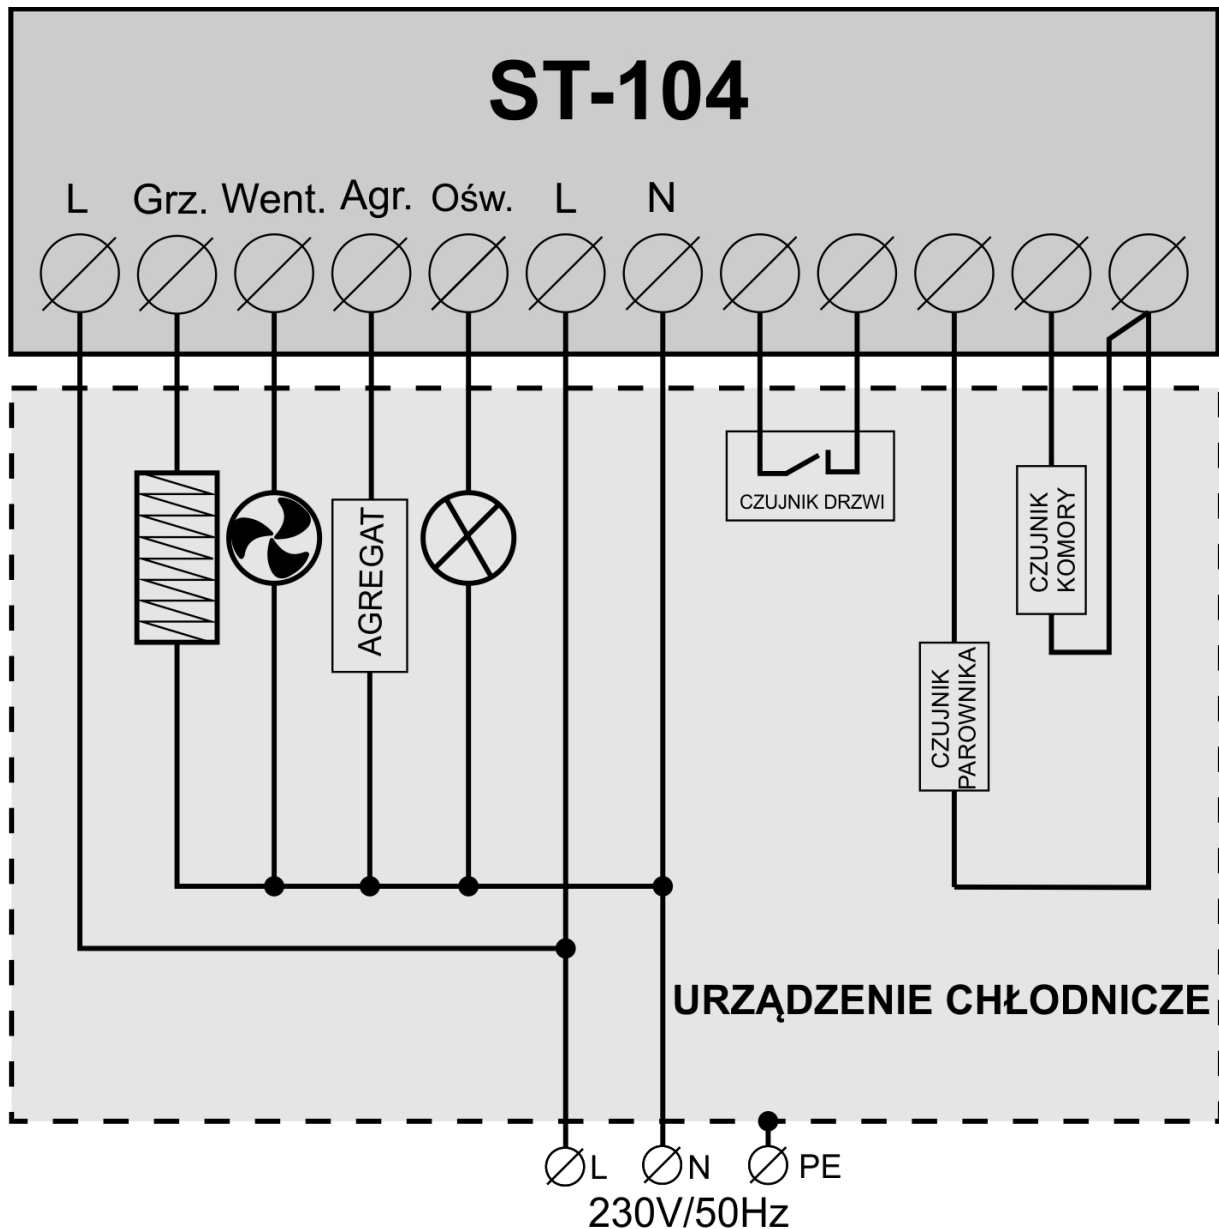 ST-104
L Grz. Went. Agr. Ośw. L N
CZUJNIK DRZWI
CZUJNIK
KOMORY
AGREGAT
CZUJNIK
PAROWNIKA
URZĄDZENIE CHŁODNICZE
L N PE
230V/50Hz